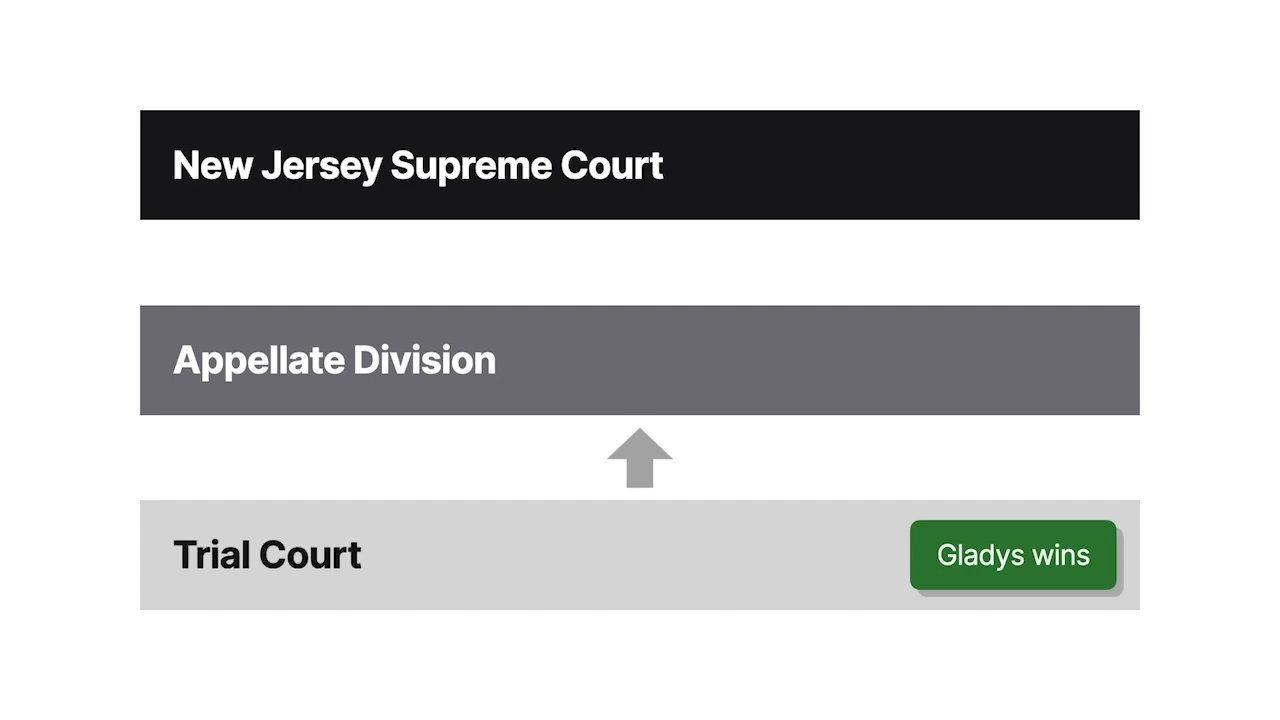 New Jersey Supreme Court
Appellate Division
Trial Court
Gladys wins